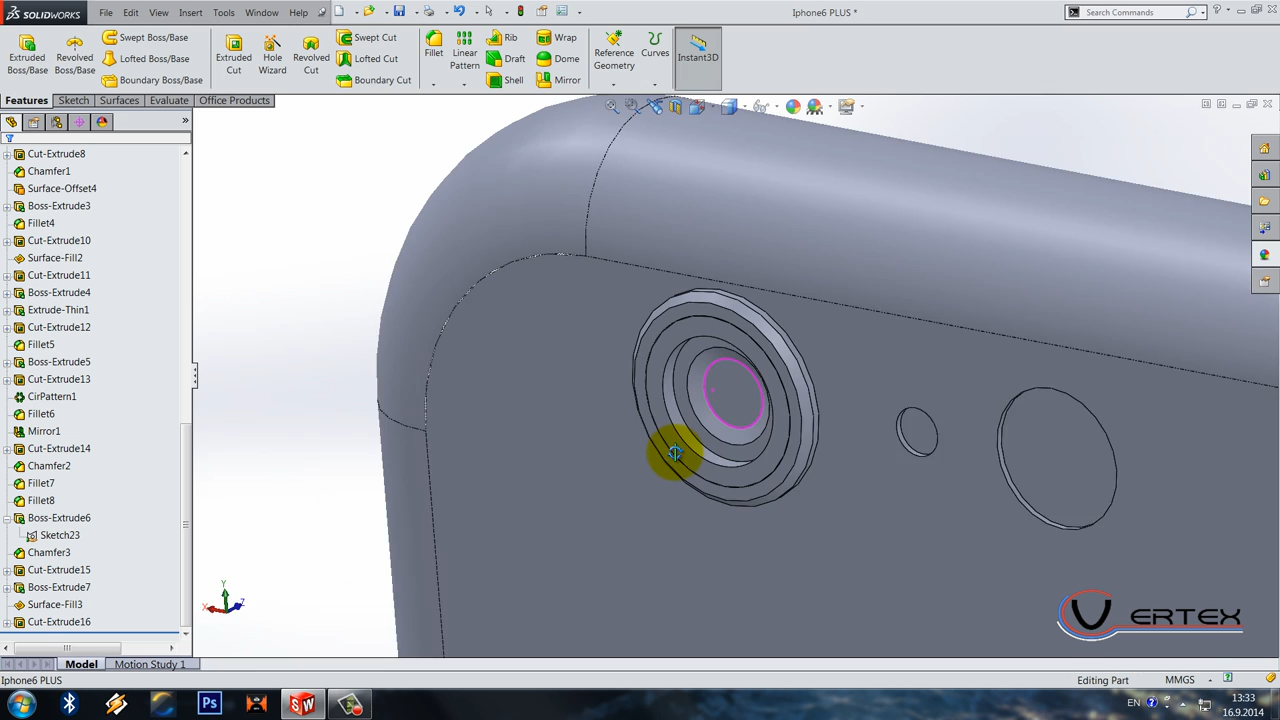 SOLIDWORKS File Edit View Insert Tools Window Help Iphone6 PLUS * Search Commands
Extruded Boss/Base
Revolved Boss/Base
Swept Boss/Base
Lofted Boss/Base
Boundary Boss/Base
Extruded Cut
Hole Wizard
Revolved Cut
Swept Cut
Lofted Cut
Boundary Cut
Fillet
Linear Pattern
Rib
Draft
Shell
Wrap
Dome
Mirror
Reference Geometry
Curves
Instant3D
Features Sketch Surfaces Evaluate Office Products
Cut-Extrude8
Chamfer1
Surface-Offset4
Boss-Extrude3
Fillet4
Cut-Extrude10
Surface-Fill2
Cut-Extrude11
Boss-Extrude4
Extrude-Thin1
Cut-Extrude12
Fillet5
Boss-Extrude5
Cut-Extrude13
CirPattern1
Fillet6
Mirror1
Cut-Extrude14
Chamfer2
Fillet7
Fillet8
Boss-Extrude6
Sketch23
Chamfer3
Cut-Extrude15
Boss-Extrude7
Surface-Fill3
Cut-Extrude16
Y
X
Z
VERTEX
Model Motion Study 1
Iphone6 PLUS Editing Part MMGS
Ps SW EN 13:33
16.9.2014